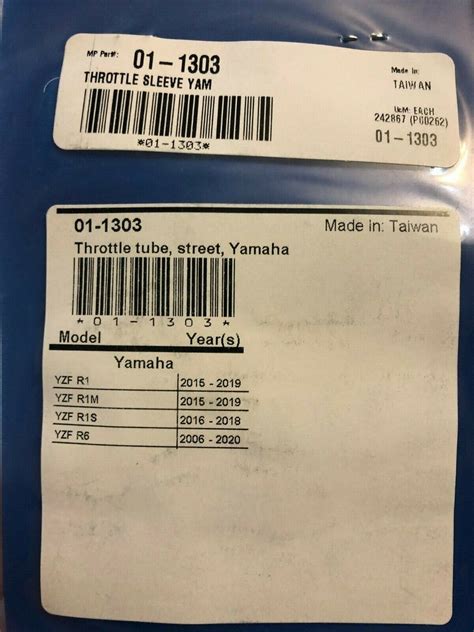 MP Part#: 01-1303 Made In:
THROTTLE SLEEVE YAM TAIWAN
UoM: EACH
242867 (P00262)
*01-1303* 01-1303
01-1303 Made In: Taiwan
Throttle tube, street, Yamaha
*01-1303*
Model Year(s)
Yamaha
YZF R1 2015 - 2019
YZF R1M 2015 - 2019
YZF R1S 2016 - 2018
YZF R6 2006 - 2020